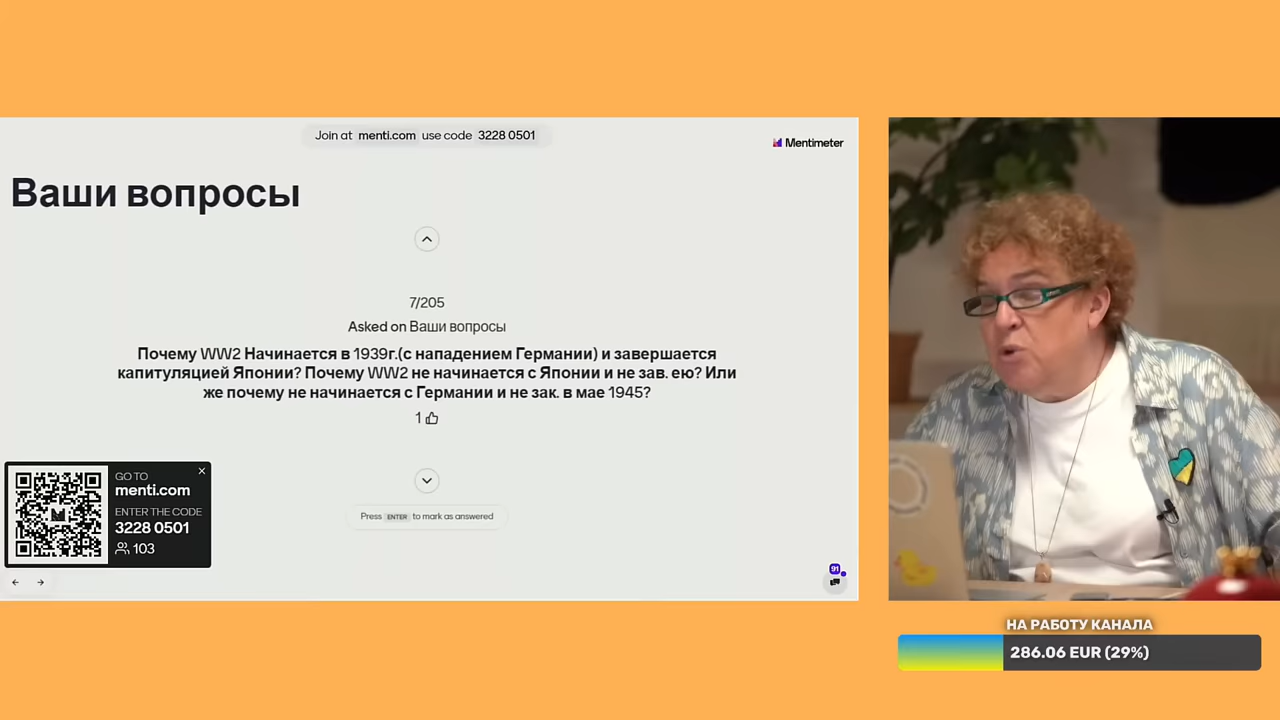 Join at menti.com use code 3228 0501
Mentimeter
Ваши вопросы
7/205
Asked on Ваши вопросы
Почему WW2 Начинается в 1939г.(с нападением Германии) и завершается
капитуляцией Японии? Почему WW2 не начинается с Японии и не зав. ею? Или
же почему не начинается с Германии и не зак. в мае 1945?
1
GO TO
menti.com
ENTER THE CODE
3228 0501
103
Press ENTER to mark as answered
91
НА РАБОТУ КАНАЛА
286.06 EUR (29%)